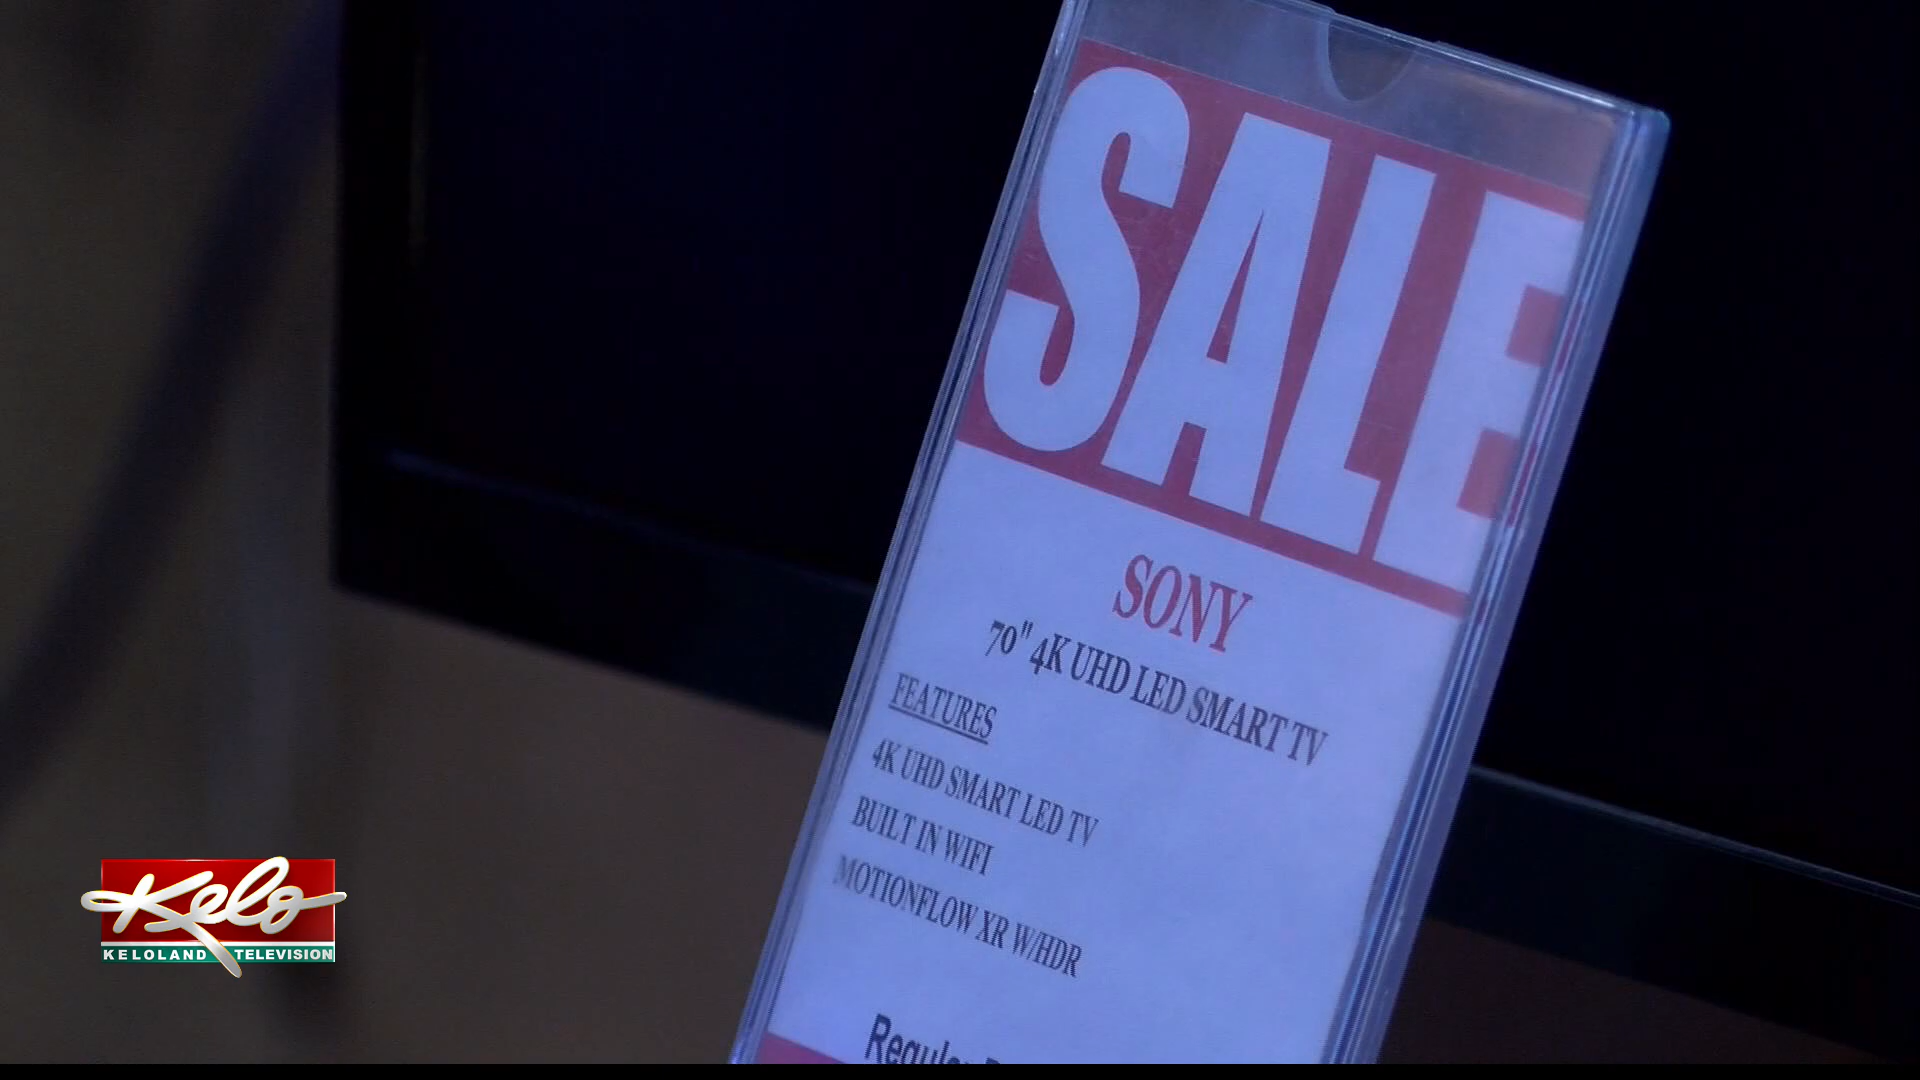 SALE
SONY
70" 4K UHD LED SMART TV
FEATURES
4K UHD SMART LED TV
BUILT IN WIFI
MOTIONFLOW XR W/HDR
Regular
Kelo
KELOLAND TELEVISION